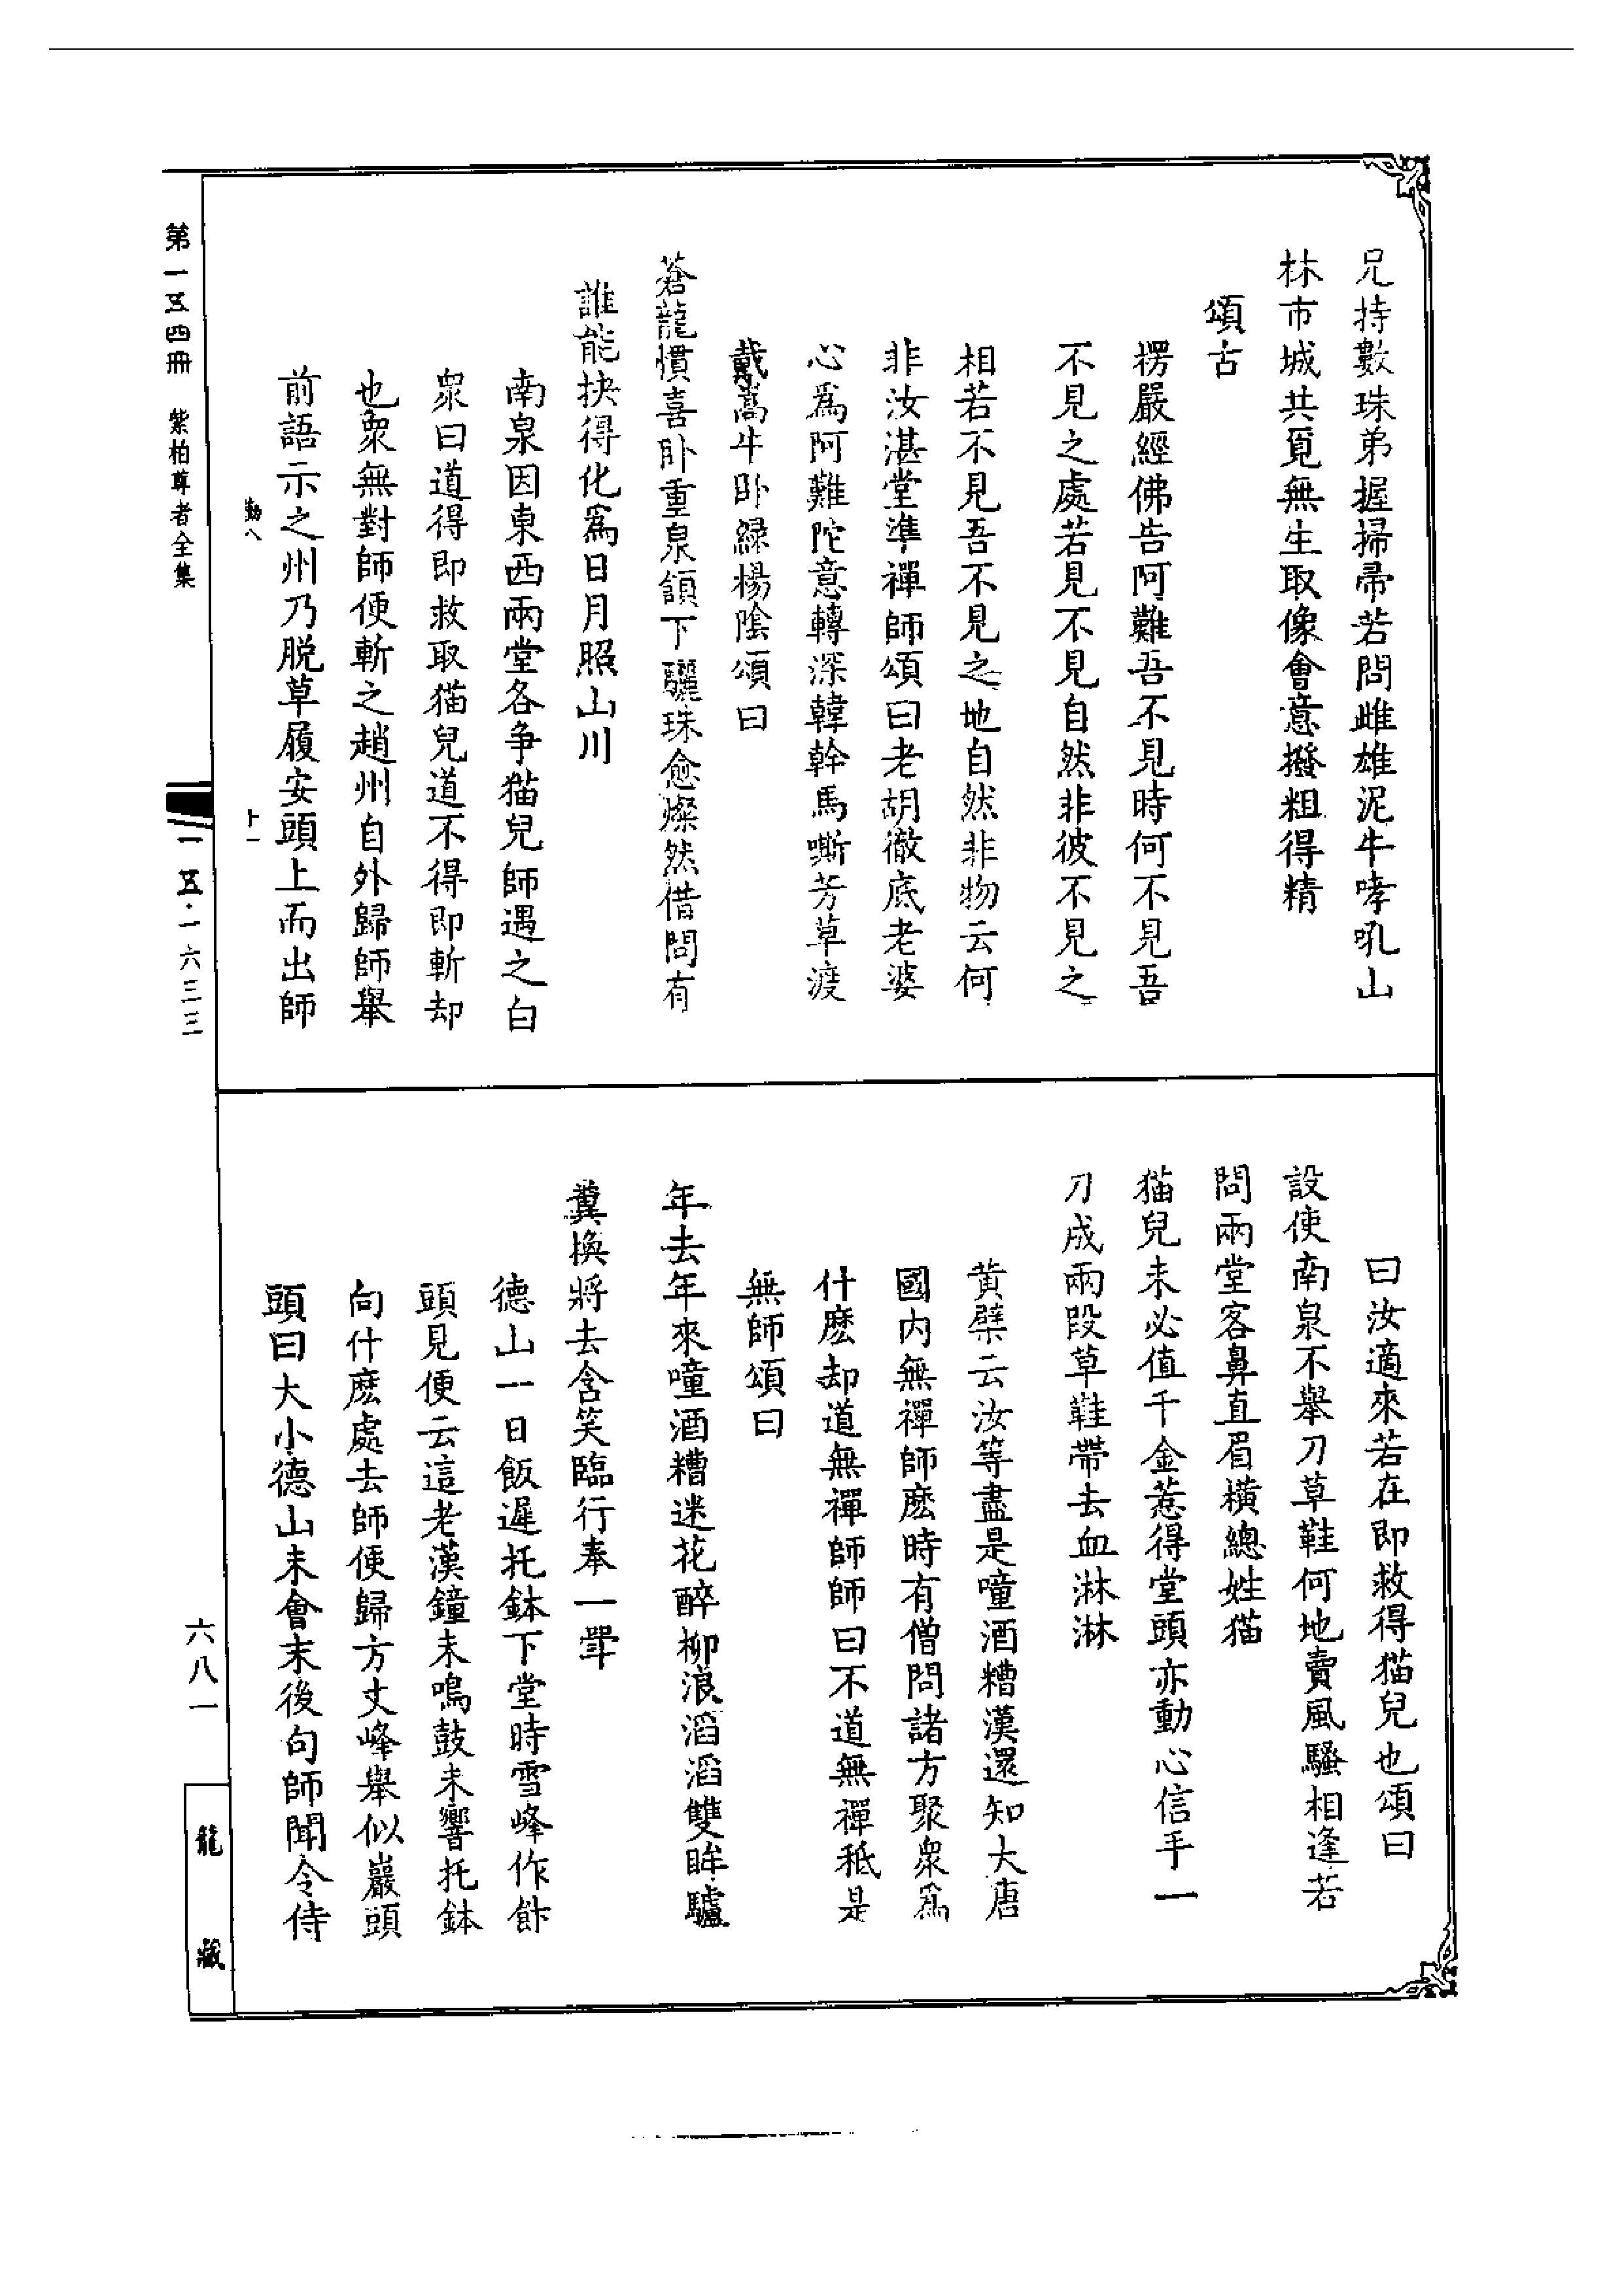 兄持數珠弟握掃帚若問雌雄泥牛哮吼山
林市城共覓無生取像會意撥粗得精
頌古
楞嚴經佛告阿難吾不見時何不見吾
不見之處若見不見自然非彼不見之
相若不見吾不見之地自然非物云何
非汝湛堂準禪師頌曰老胡徹底老婆
心爲阿難陀意轉深韓幹馬嘶芳草渡
戴嵩牛卧綠楊陰頌曰
蒼龍慣喜卧重泉頷下驪珠愈燦然借問有
誰能抉得化爲日月照山川
南泉因東西兩堂各爭猫兒師遇之白
衆曰道得即救取猫兒道不得即斬却
也衆無對師便斬之趙州自外歸師舉
前語示之州乃脱草履安頭上而出師
曰汝適來若在即救得猫兒也頌曰
設使南泉不舉刀草鞋何地賣風騷相逢若
問兩堂客鼻直眉橫總姓猫
猫兒未必值千金惹得堂頭亦動心信手一
刀成兩段草鞋帶去血淋淋
黄檗云汝等盡是噇酒糟漢還知大唐
國内無禪師麽時有僧問諸方聚衆爲
什麽却道無禪師師曰不道無禪秖是
無師頌曰
年去年來噇酒糟迷花醉柳浪滔滔雙眸驢
糞換將去含笑臨行奉一犖
德山一日飯遲托鉢下堂時雪峰作飯
頭見便云這老漢鐘未鳴鼓未響托鉢
向什麽處去師便歸方丈峰舉似巖頭
頭曰大小德山未會末後句師聞令侍
第一五四冊 紫柏尊者全集
一五·一六三三
六八一
龍藏